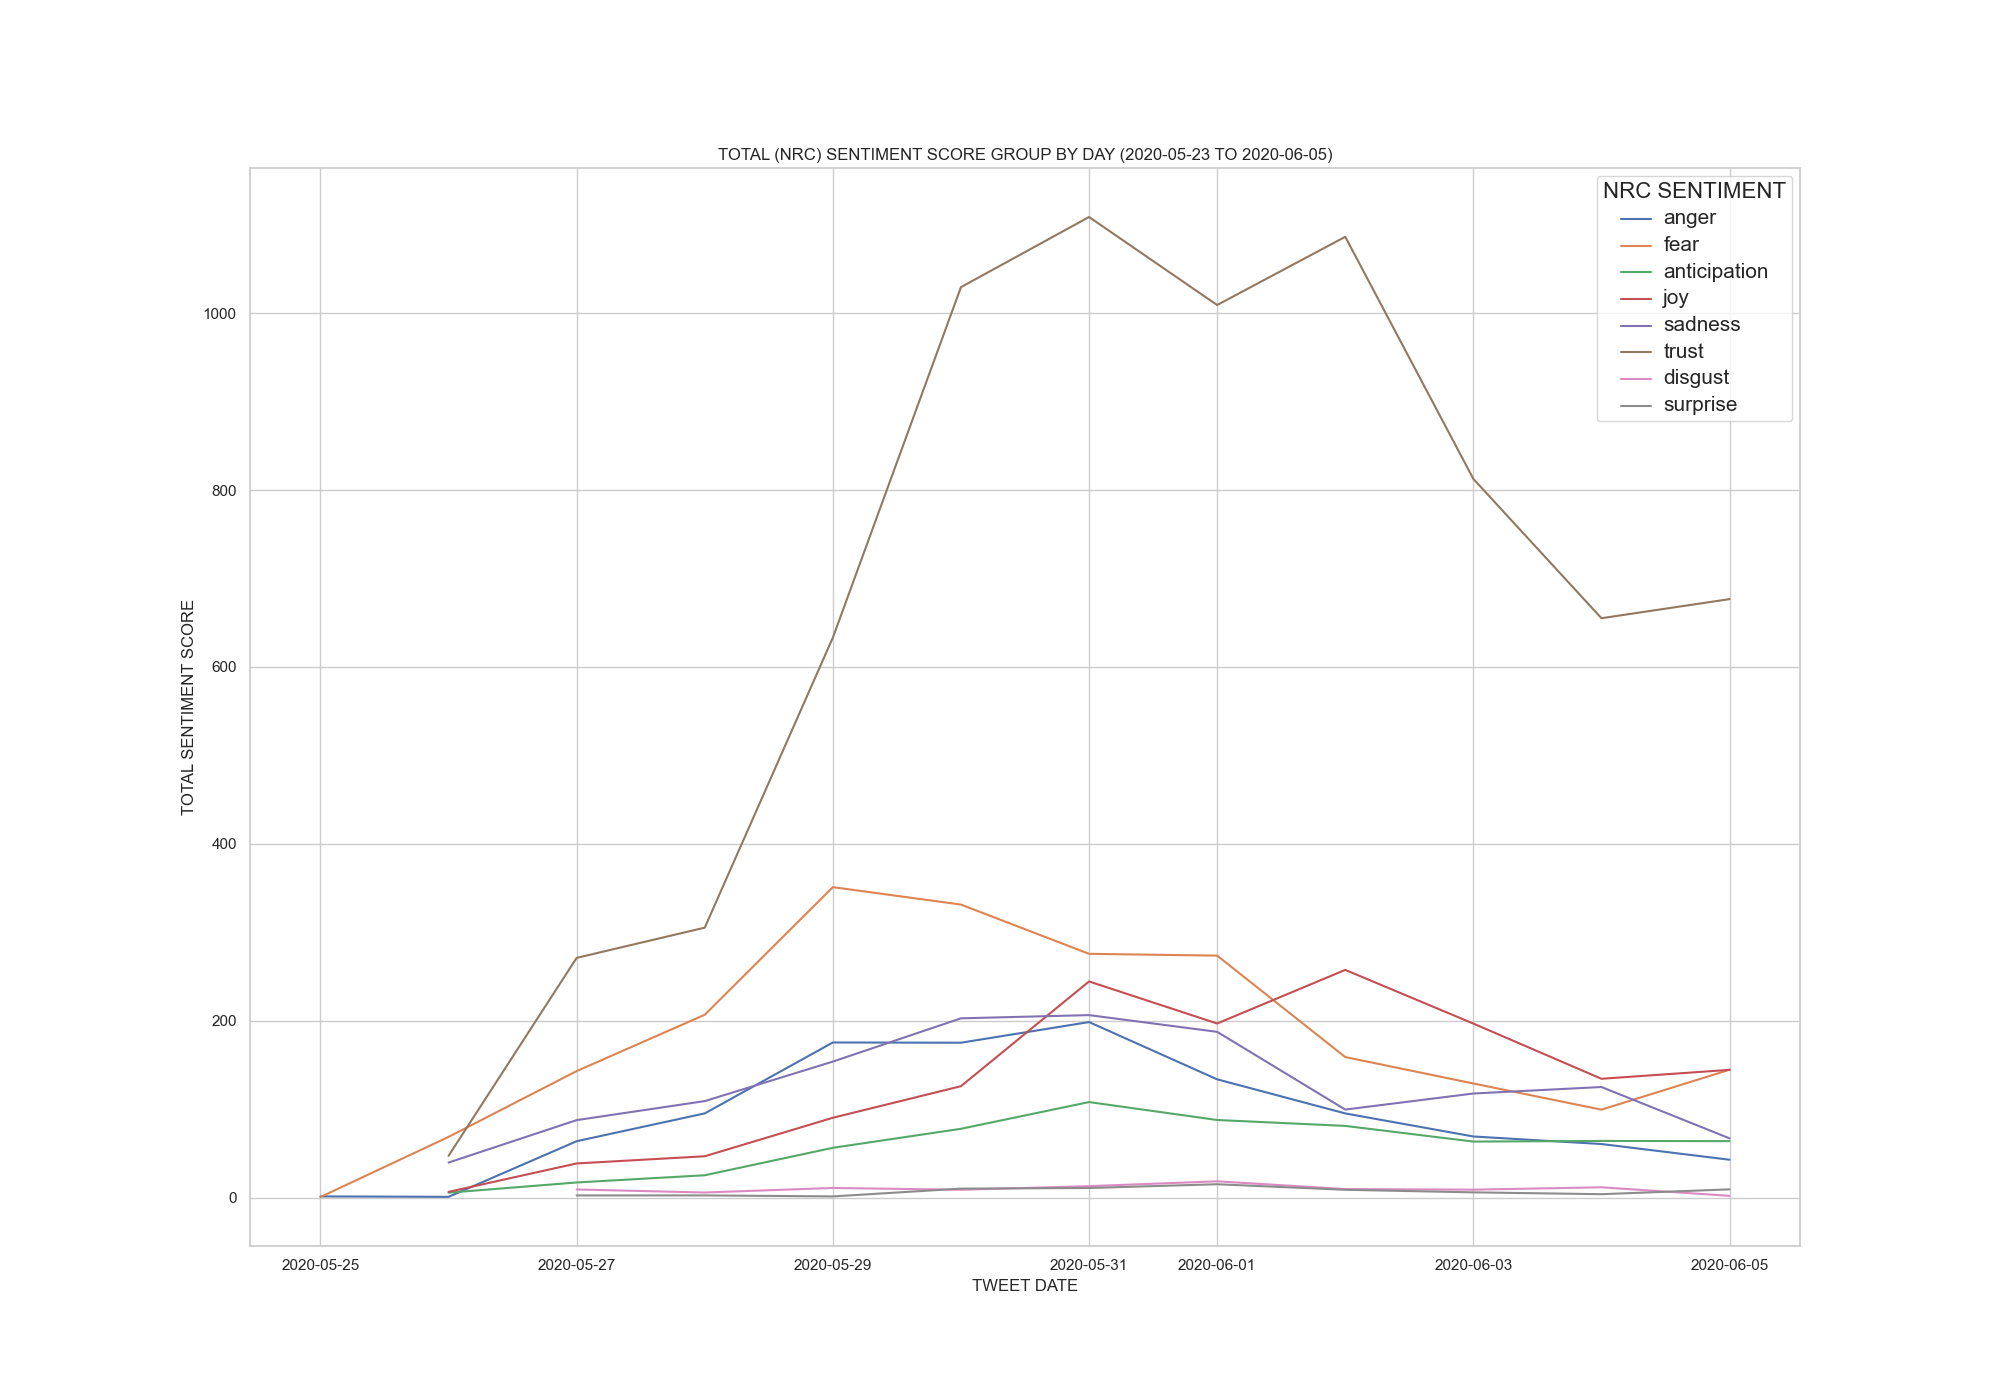 TOTAL (NRC) SENTIMENT SCORE GROUP BY DAY (2020-05-23 TO 2020-06-05)
NRC SENTIMENT
anger
fear
anticipation
joy
sadness
trust
disgust
surprise
TOTAL SENTIMENT SCORE
1000
800
600
400
200
0
2020-05-25 2020-05-27 2020-05-29 2020-05-31 2020-06-01 2020-06-03 2020-06-05
TWEET DATE